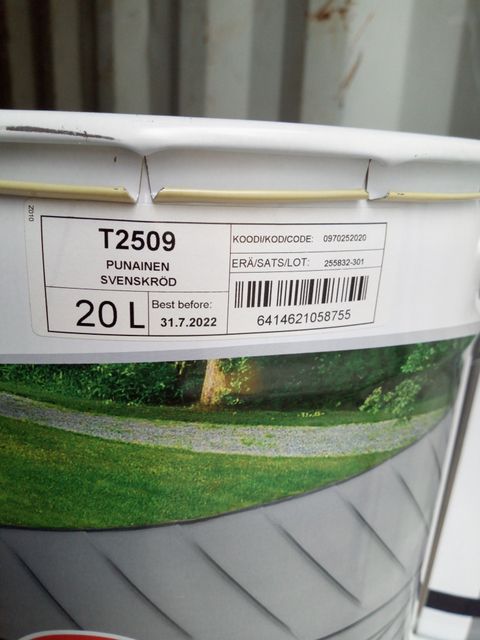 T2509
PUNAINEN
SVENSKRÖD
20 L
Best before:
31.7.2022
KOODI/KOD/CODE: 0970252020
ERÄ/SATS/LOT: 255832-301
6414621058755
2010